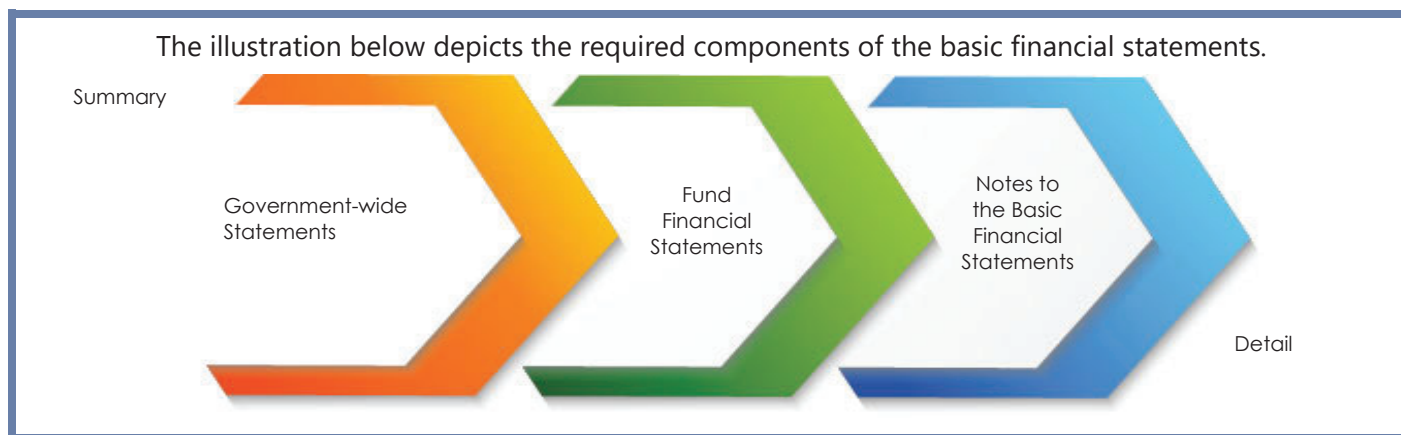 The illustration below depicts the required components of the basic financial statements.
Summary
Government-wide
Statements
Fund
Financial
Statements
Notes to
the Basic
Financial
Statements
Detail